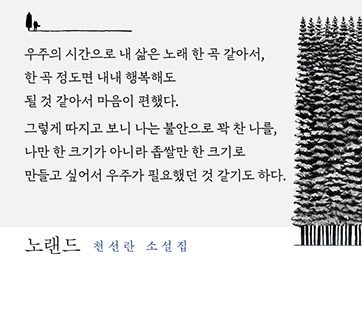 우주의 시간으로 내 삶은 노래 한 곡 같아서,
한 곡 정도면 내내 행복해도
될 것 같아서 마음이 편했다.
그렇게 따지고 보니 나는 불안으로 꽉 찬 나를,
나만 한 크기가 아니라 좁쌀만 한 크기로
만들고 싶어서 우주가 필요했던 것 같기도 하다.
노랜드 천선란 소설집